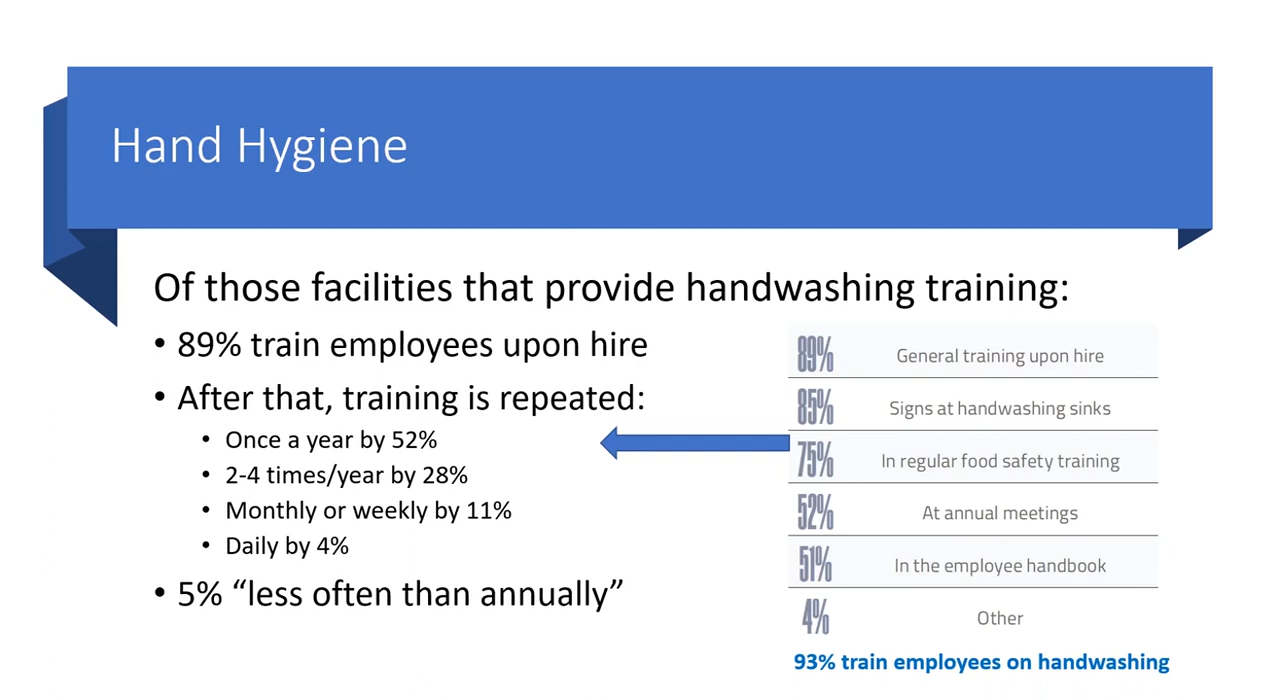 Hand Hygiene
Of those facilities that provide handwashing training:
• 89% train employees upon hire
• After that, training is repeated:
• Once a year by 52%
• 2-4 times/year by 28%
• Monthly or weekly by 11%
• Daily by 4%
• 5% “less often than annually”
89% General training upon hire
85% Signs at handwashing sinks
75% In regular food safety training
52% At annual meetings
51% In the employee handbook
4% Other
93% train employees on handwashing